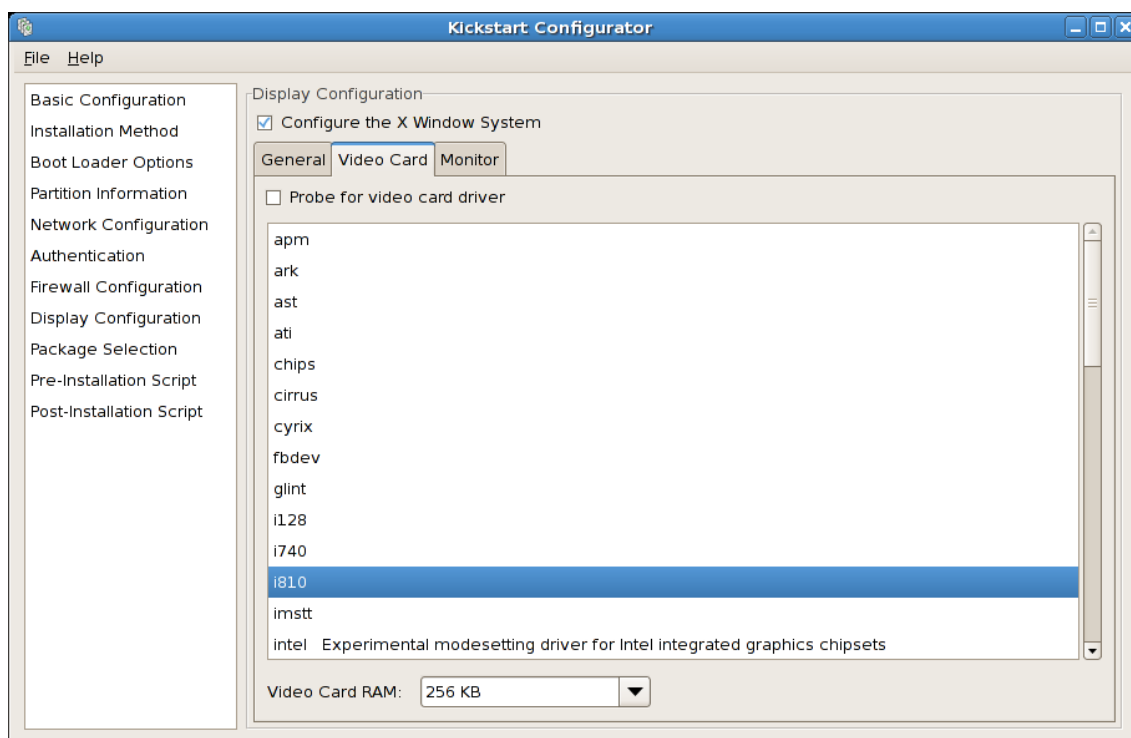 Kickstart Configurator
File Help
Basic Configuration
Installation Method
Boot Loader Options
Partition Information
Network Configuration
Authentication
Firewall Configuration
Display Configuration
Package Selection
Pre-Installation Script
Post-Installation Script
Display Configuration
Configure the X Window System
General Video Card Monitor
Probe for video card driver
apm
ark
ast
ati
chips
cirrus
cyrix
fbdev
glint
i128
i740
i810
imstt
intel Experimental modesetting driver for Intel integrated graphics chipsets
Video Card RAM: 256 KB